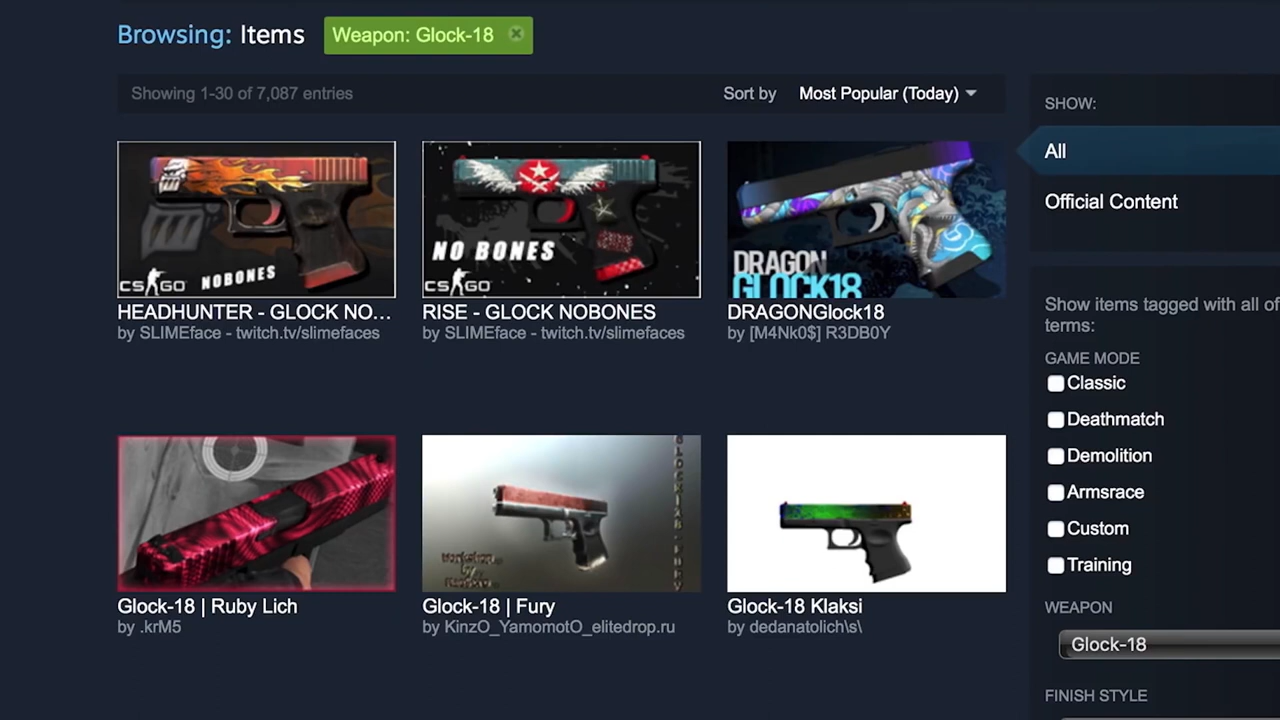 Browsing: Items
Weapon: Glock-18
Showing 1-30 of 7,087 entries
Sort by Most Popular (Today)
NOBONES
CS GO
HEADHUNTER - GLOCK NO...
by SLIMEface - twitch.tv/slimefaces
NO BONES
CS GO
RISE - GLOCK NOBONES
by SLIMEface - twitch.tv/slimefaces
DRAGON
GLOCK18
DRAGONGlock18
by [M4Nk0$] R3DB0Y
Glock-18 | Ruby Lich
by .krM5
Glock-18 | Fury
by KinzO_YamomotO_elitedrop.ru
Glock-18 Klaksi
by dedanatolich\s\
SHOW:
All
Official Content
Show items tagged with all of
terms:
GAME MODE
Classic
Deathmatch
Demolition
Armsrace
Custom
Training
WEAPON
Glock-18
FINISH STYLE